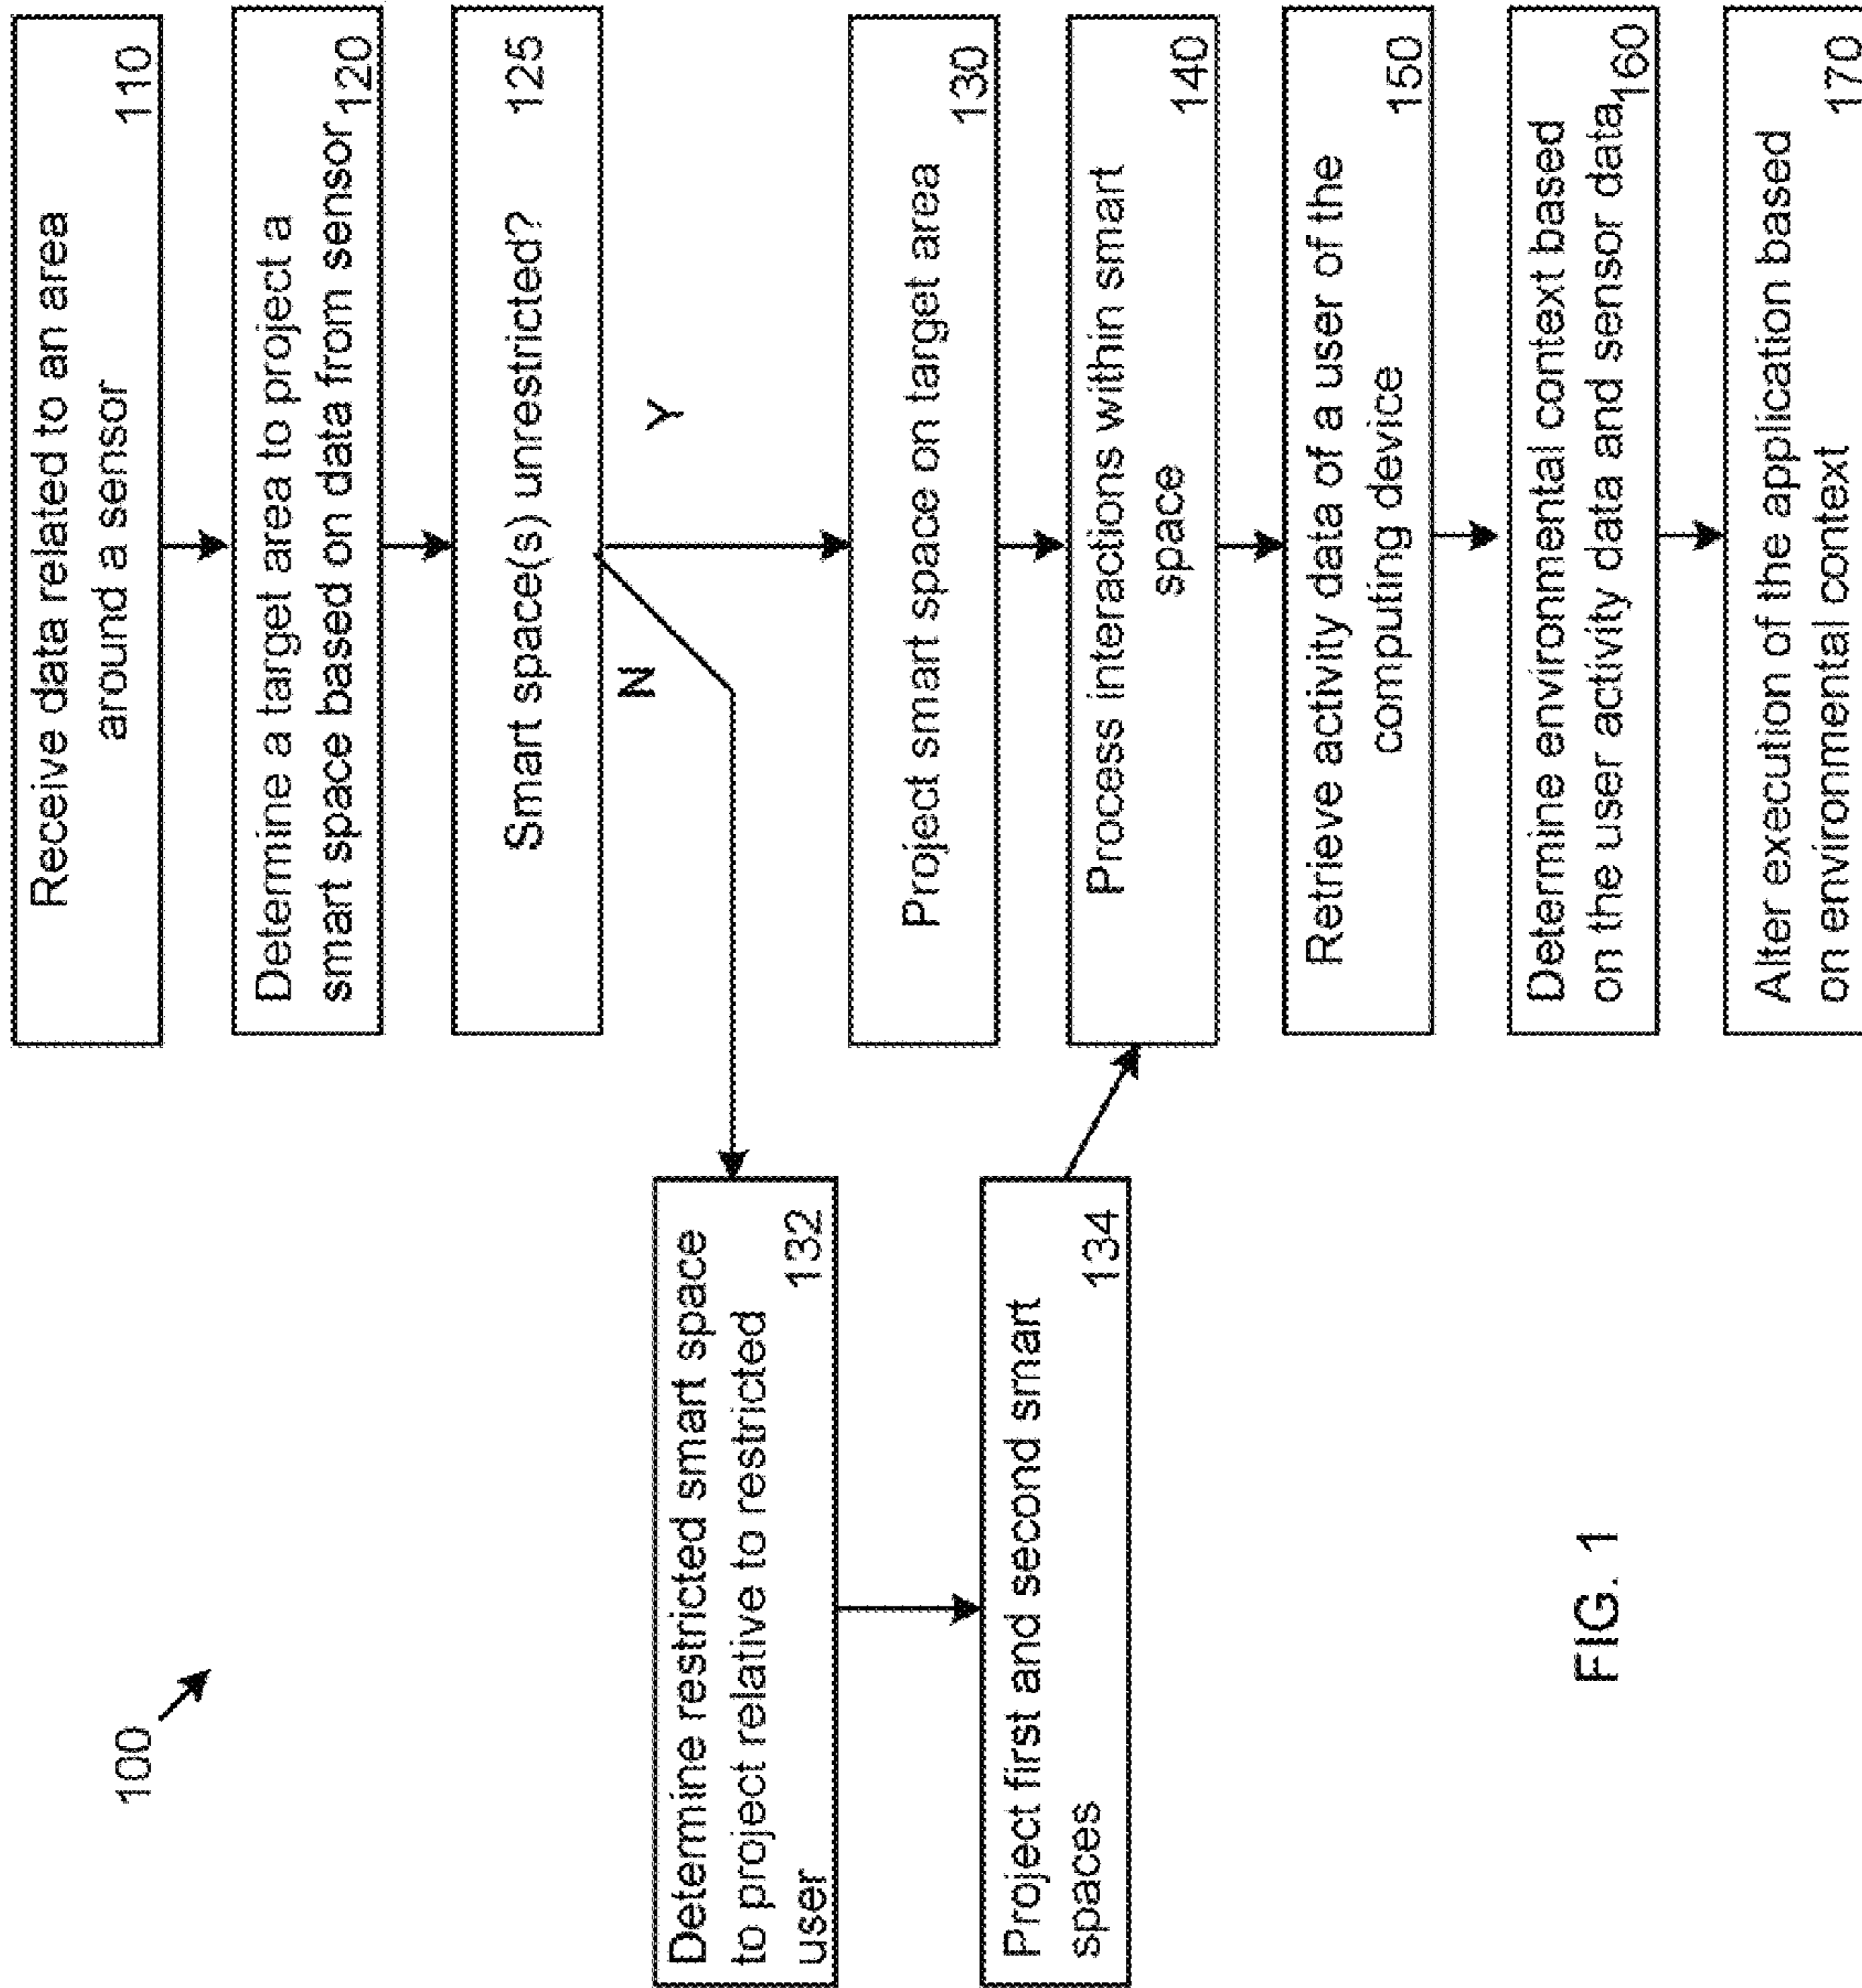 100
Receive data related to an area
around a sensor
110
Determine a target area to project a
smart space based on data from sensor
120
Smart space(s) unrestricted?
125
N
Y
Determine restricted smart space
to project relative to restricted
user
132
Project first and second smart
spaces
134
Project smart space on target area
130
Process interactions within smart
space
140
Retrieve activity data of a user of the
computing device
150
Determine environmental context based
on the user activity data and sensor data
160
Alter execution of the application based
on environmental context
170
FIG. 1